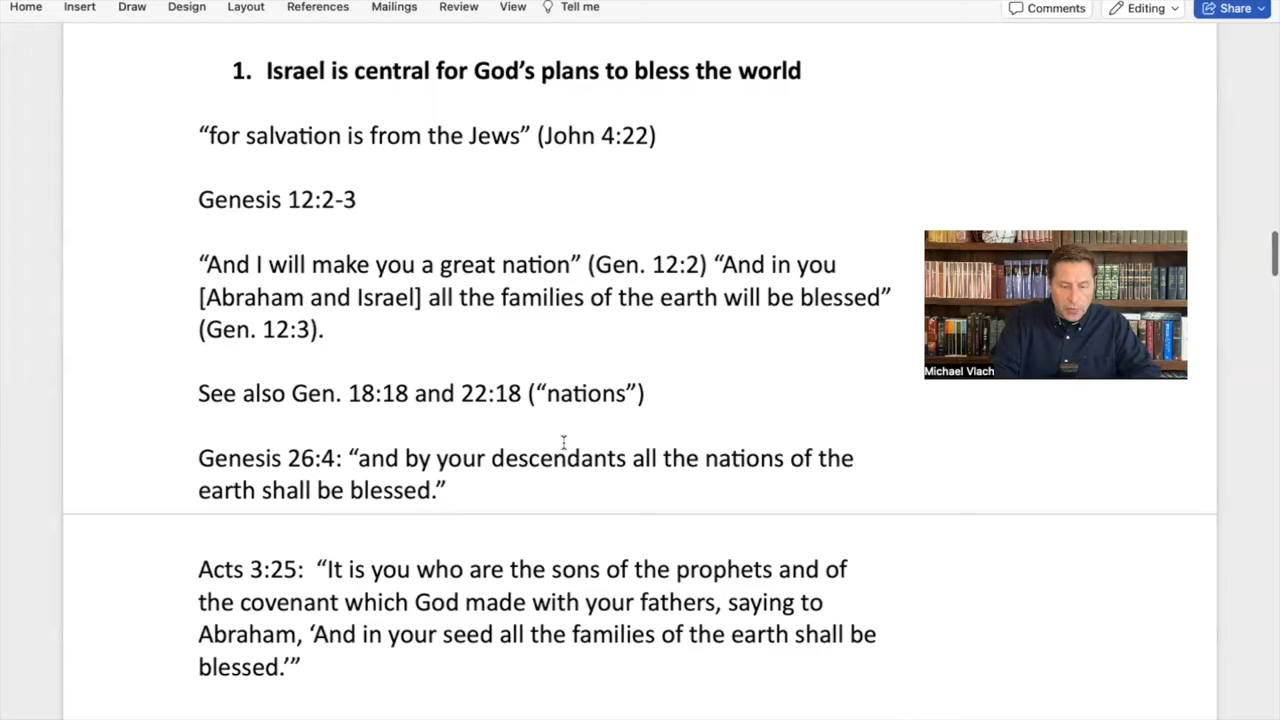 Home Insert Draw Design Layout References Mailings Review View Tell me Comments Editing Share
1. Israel is central for God’s plans to bless the world
“for salvation is from the Jews” (John 4:22)
Genesis 12:2-3
“And I will make you a great nation” (Gen. 12:2) “And in you
[Abraham and Israel] all the families of the earth will be blessed”
(Gen. 12:3).
Michael Vlach
See also Gen. 18:18 and 22:18 (“nations”)
Genesis 26:4: “and by your descendants all the nations of the
earth shall be blessed.”
Acts 3:25: “It is you who are the sons of the prophets and of
the covenant which God made with your fathers, saying to
Abraham, ‘And in your seed all the families of the earth shall be
blessed.’”